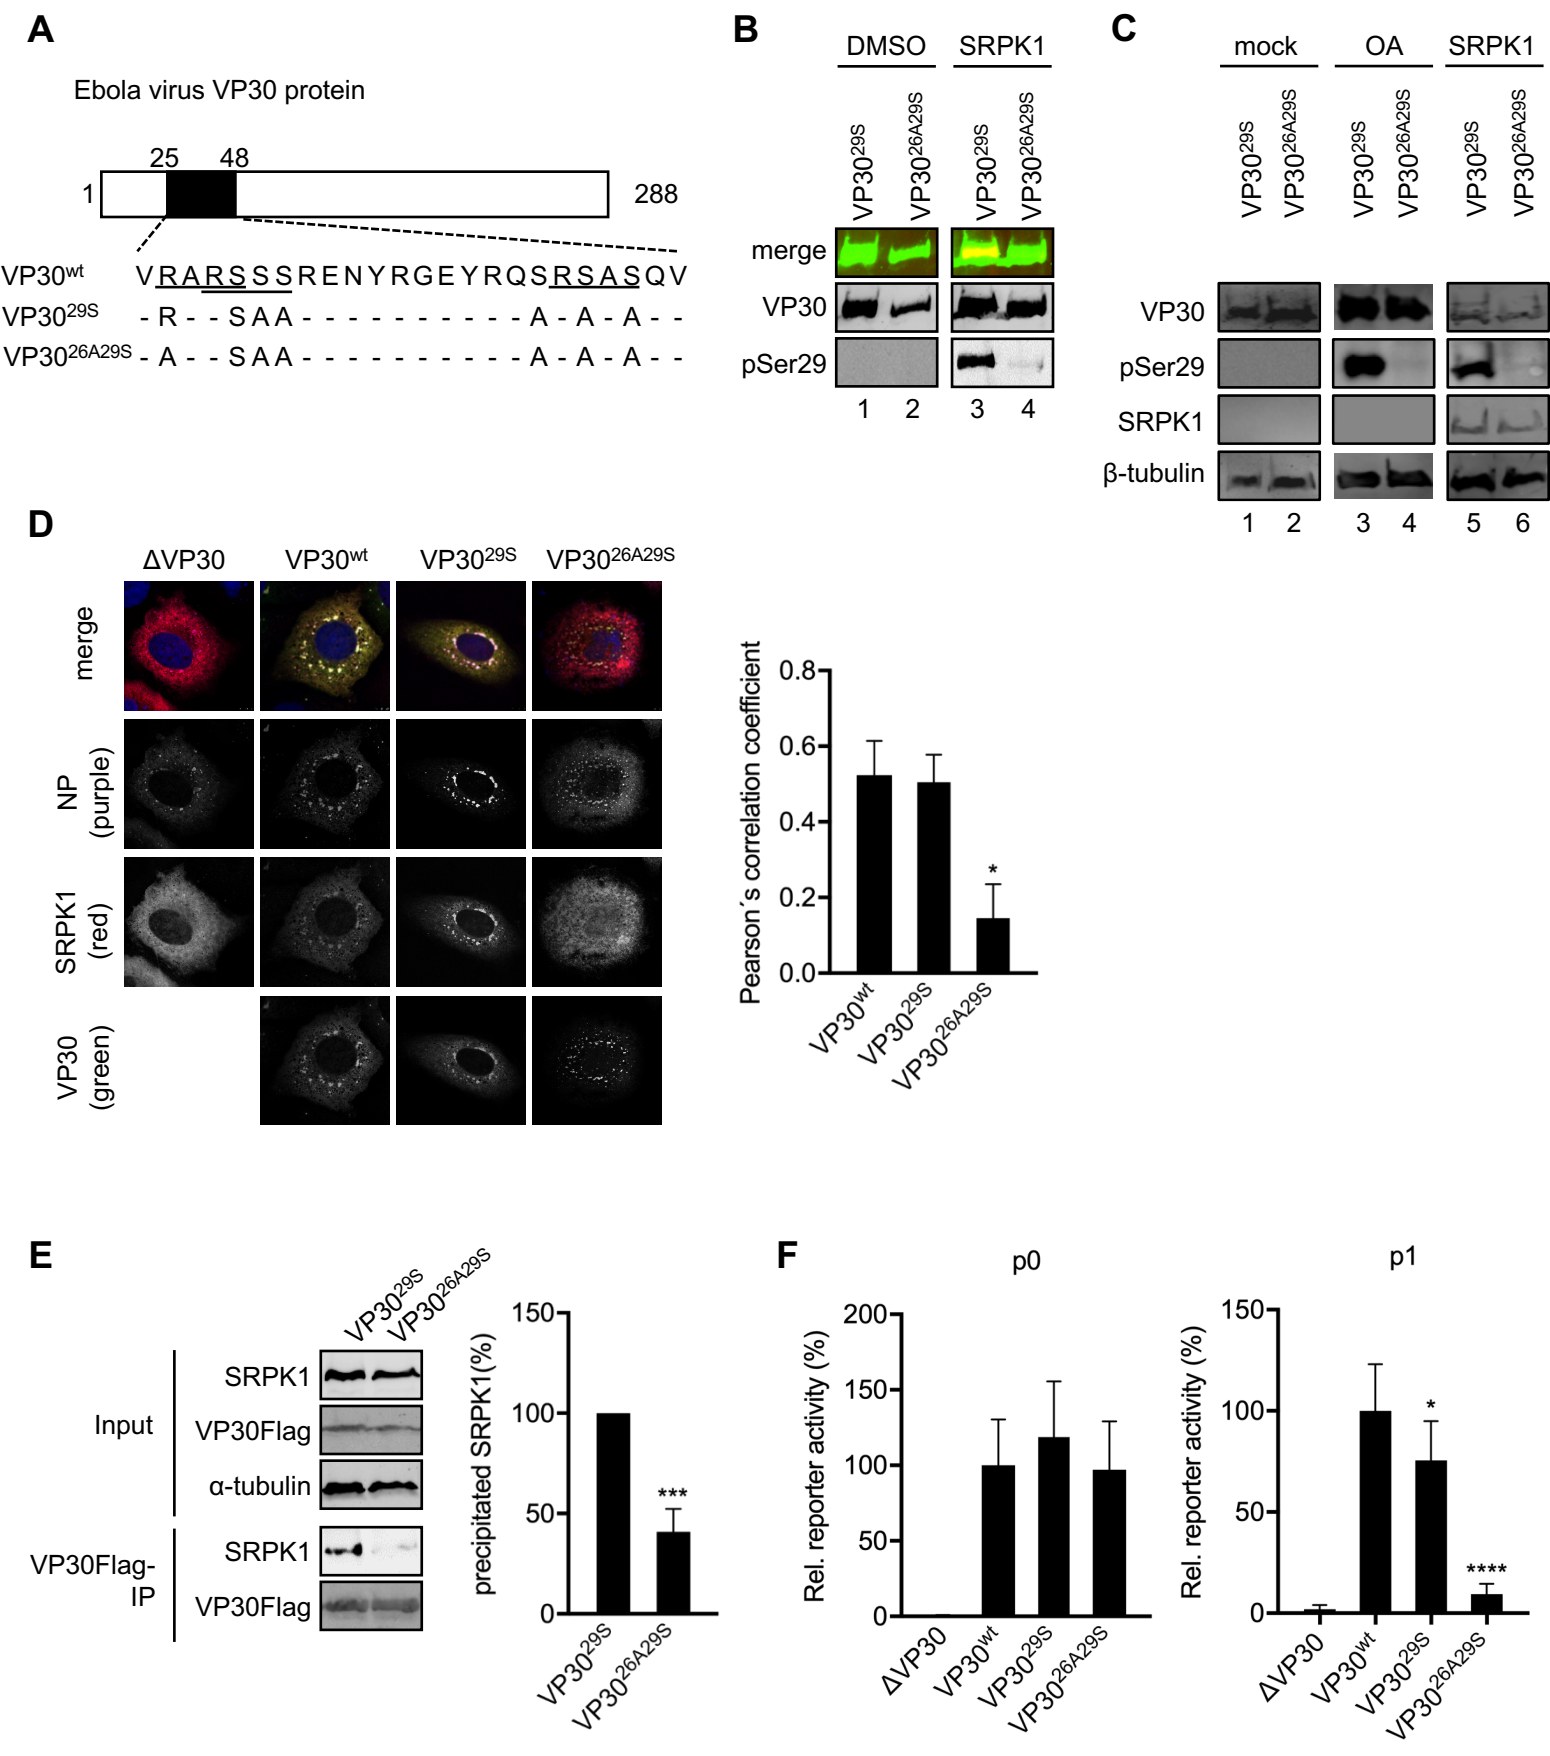 A
Ebola virus VP30 protein
25 48
1 288
VP30wt V R A R S S S R E N Y R G E Y R Q S R S A S Q V
VP3029S - R - - S A A - - - - - - - - - - A - A - A - -
VP3026A29S - A - - S A A - - - - - - - - - - A - A - A - -
B
DMSO SRPK1
VP3029S VP3026A29S VP3029S VP3026A29S
merge
VP30
pSer29
1 2 3 4
C
mock OA SRPK1
VP3029S VP3026A29S VP3029S VP3026A29S VP3029S VP3026A29S
VP30
pSer29
SRPK1
β-tubulin
1 2 3 4 5 6
D
ΔVP30 VP30wt VP3029S VP3026A29S
merge
NP
(purple)
SRPK1
(red)
VP30
(green)
Pearson´s correlation coefficient
0.8
0.6
0.4
0.2
0.0
*
VP30wt VP3029S VP3026A29S
E
VP3029S VP3026A29S
Input
SRPK1
VP30Flag
α-tubulin
VP30Flag-
IP
SRPK1
VP30Flag
precipitated SRPK1(%)
150
100
50
0
***
VP3029S VP3026A29S
F
p0
Rel. reporter activity (%)
200
150
100
50
0
ΔVP30 VP30wt VP3029S VP3026A29S
p1
Rel. reporter activity (%)
150
100
50
0
*
****
ΔVP30 VP30wt VP3029S VP3026A29S